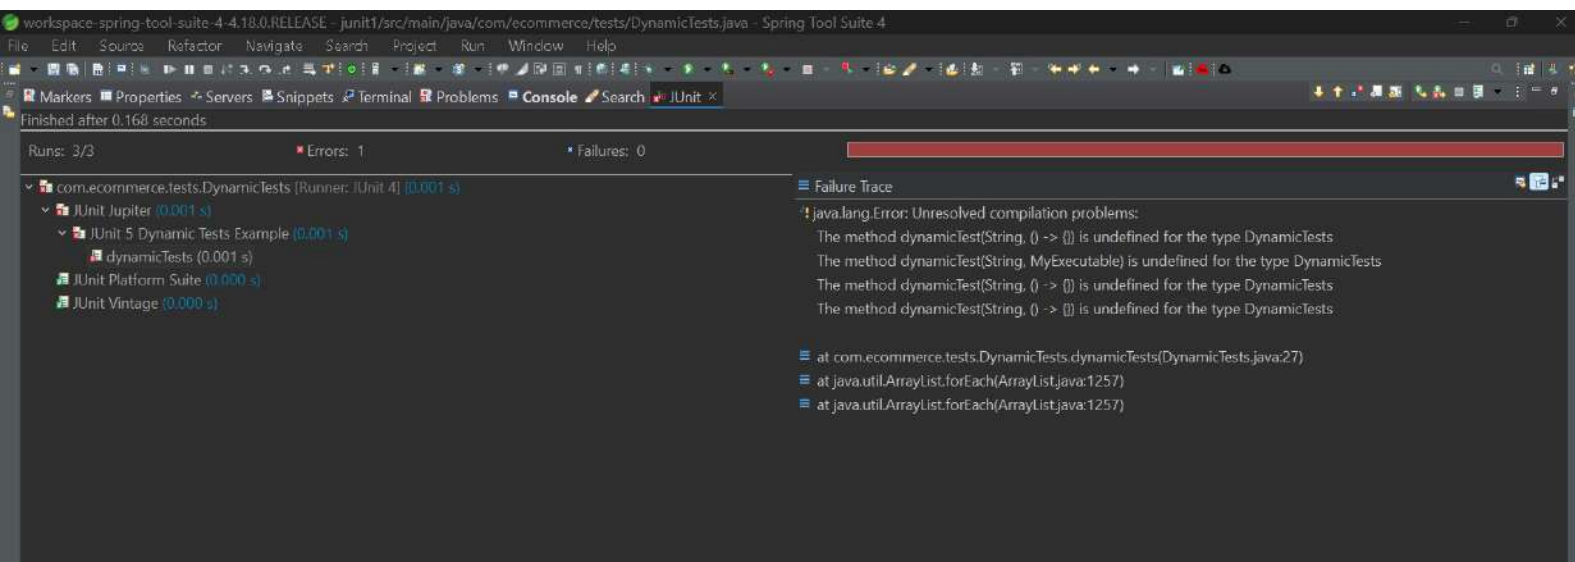 workspace-spring-tool-suite-4-4.18.0.RELEASE - junit1/src/main/java/com/ecommerce/tests/DynamicTests.java - Spring Tool Suite 4
File Edit Source Refactor Navigate Search Project Run Window Help
Markers Properties Servers Snippets Terminal Problems Console Search JUnit ×
Finished after 0.168 seconds
Runs: 3/3 Errors: 1 Failures: 0
com.ecommerce.tests.DynamicTests [Runner: JUnit 4] (0.001 s)
JUnit Jupiter (0.001 s)
JUnit 5 Dynamic Tests Example (0.001 s)
dynamicTests (0.001 s)
JUnit Platform Suite (0.000 s)
JUnit Vintage (0.000 s)
Failure Trace
java.lang.Error: Unresolved compilation problems:
The method dynamicTest(String, () -> {}) is undefined for the type DynamicTests
The method dynamicTest(String, MyExecutable) is undefined for the type DynamicTests
The method dynamicTest(String, () -> {}) is undefined for the type DynamicTests
The method dynamicTest(String, () -> {}) is undefined for the type DynamicTests
at com.ecommerce.tests.DynamicTests.dynamicTests(DynamicTests.java:27)
at java.util.ArrayList.forEach(ArrayList.java:1257)
at java.util.ArrayList.forEach(ArrayList.java:1257)